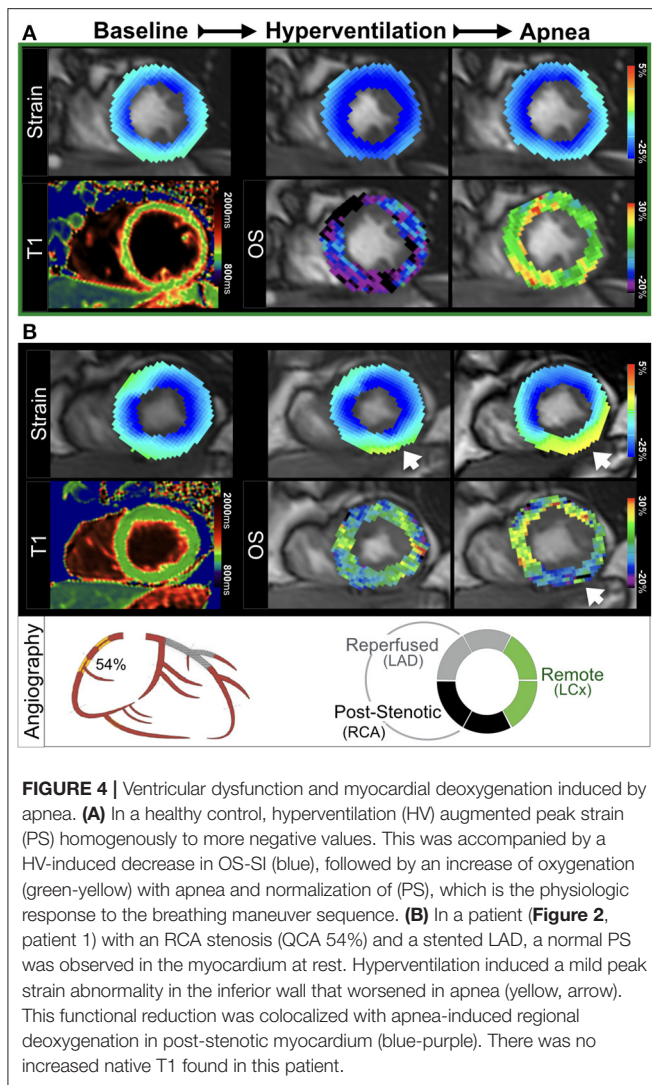 A Baseline Hyperventilation Apnea
Strain
5%
-25%
T1
2000ms
800ms
OS
30%
-20%
B
Strain
5%
-25%
T1
2000ms
800ms
OS
30%
-20%
Angiography
54%
Reperfused
(LAD)
Remote
(LCx)
Post-Stenotic
(RCA)
FIGURE 4 | Ventricular dysfunction and myocardial deoxygenation induced by
apnea. (A) In a healthy control, hyperventilation (HV) augmented peak strain
(PS) homogenously to more negative values. This was accompanied by a
HV-induced decrease in OS-SI (blue), followed by an increase of oxygenation
(green-yellow) with apnea and normalization of (PS), which is the physiologic
response to the breathing maneuver sequence. (B) In a patient (Figure 2,
patient 1) with an RCA stenosis (QCA 54%) and a stented LAD, a normal PS
was observed in the myocardium at rest. Hyperventilation induced a mild peak
strain abnormality in the inferior wall that worsened in apnea (yellow, arrow).
This functional reduction was colocalized with apnea-induced regional
deoxygenation in post-stenotic myocardium (blue-purple). There was no
increased native T1 found in this patient.